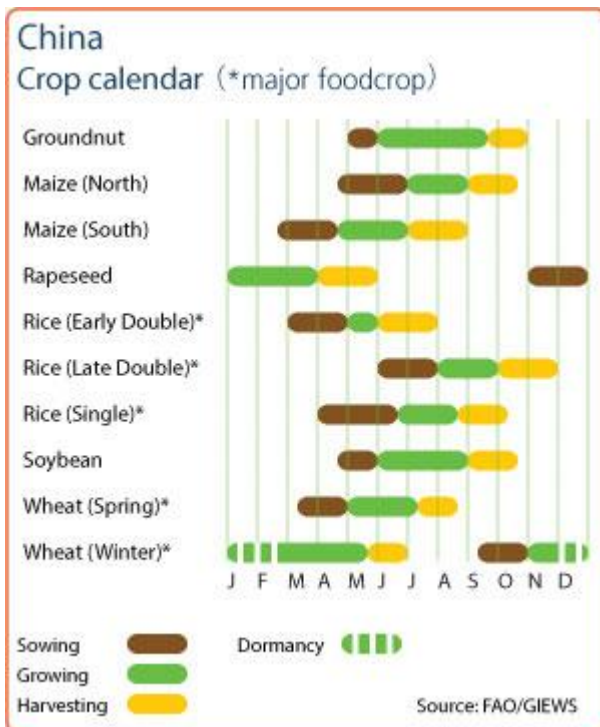 China
Crop calendar (*major foodcrop)
Groundnut
Maize (North)
Maize (South)
Rapeseed
Rice (Early Double)*
Rice (Late Double)*
Rice (Single)*
Soybean
Wheat (Spring)*
Wheat (Winter)*
J F M A M J J A S O N D
Sowing
Dormancy
Growing
Harvesting
Source: FAO/GIEWS